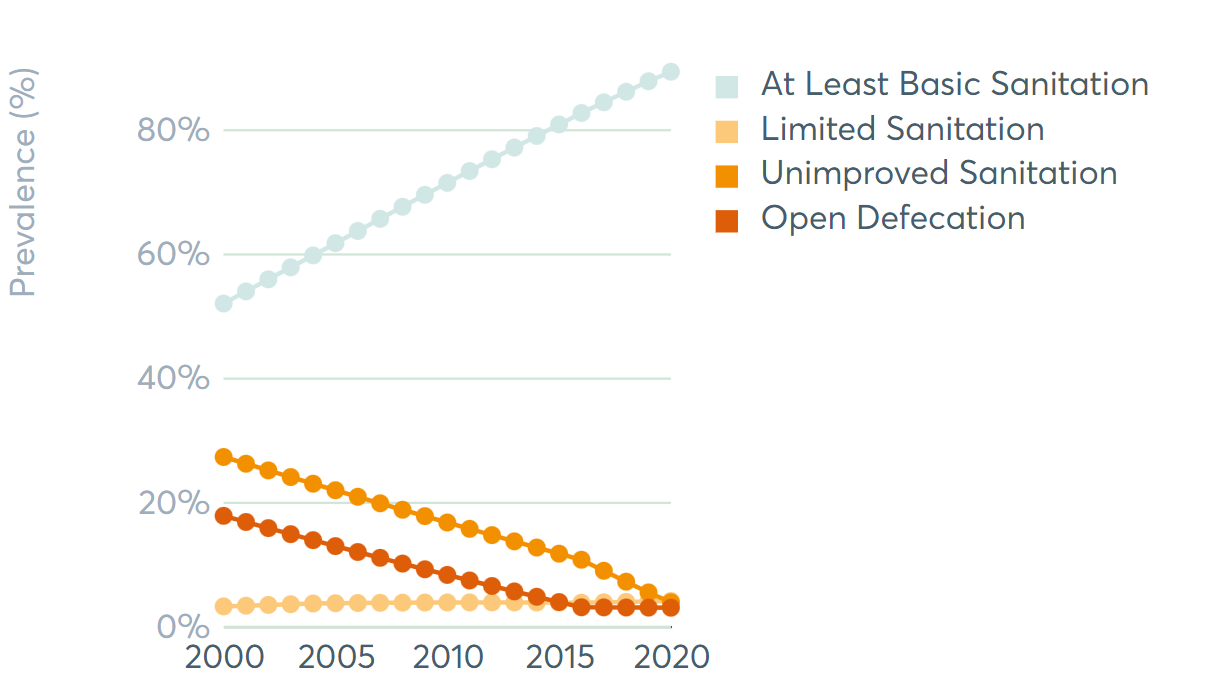 Prevalence (%)
80%
60%
40%
20%
0%
2000 2005 2010 2015 2020
At Least Basic Sanitation
Limited Sanitation
Unimproved Sanitation
Open Defecation